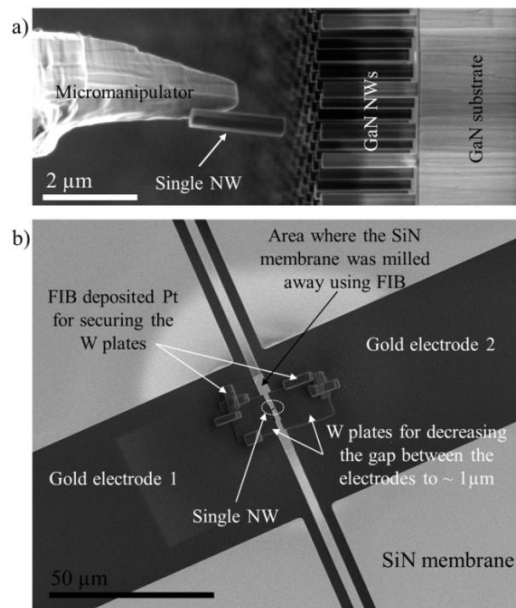 a)
Micromanipulator
Single NW
2 µm
GaN NWs
GaN substrate
b)
Area where the SiN
membrane was milled
away using FIB
FIB deposited Pt
for securing the
W plates
Gold electrode 2
W plates for decreasing
the gap between the
electrodes to ~ 1µm
Gold electrode 1
Single NW
SiN membrane
50 µm